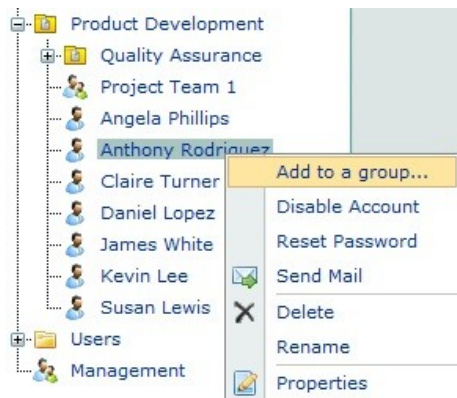 Product Development
Quality Assurance
Project Team 1
Angela Phillips
Anthony Rodriguez
Claire Turner
Daniel Lopez
James White
Kevin Lee
Susan Lewis
Users
Management
Add to a group...
Disable Account
Reset Password
Send Mail
Delete
Rename
Properties